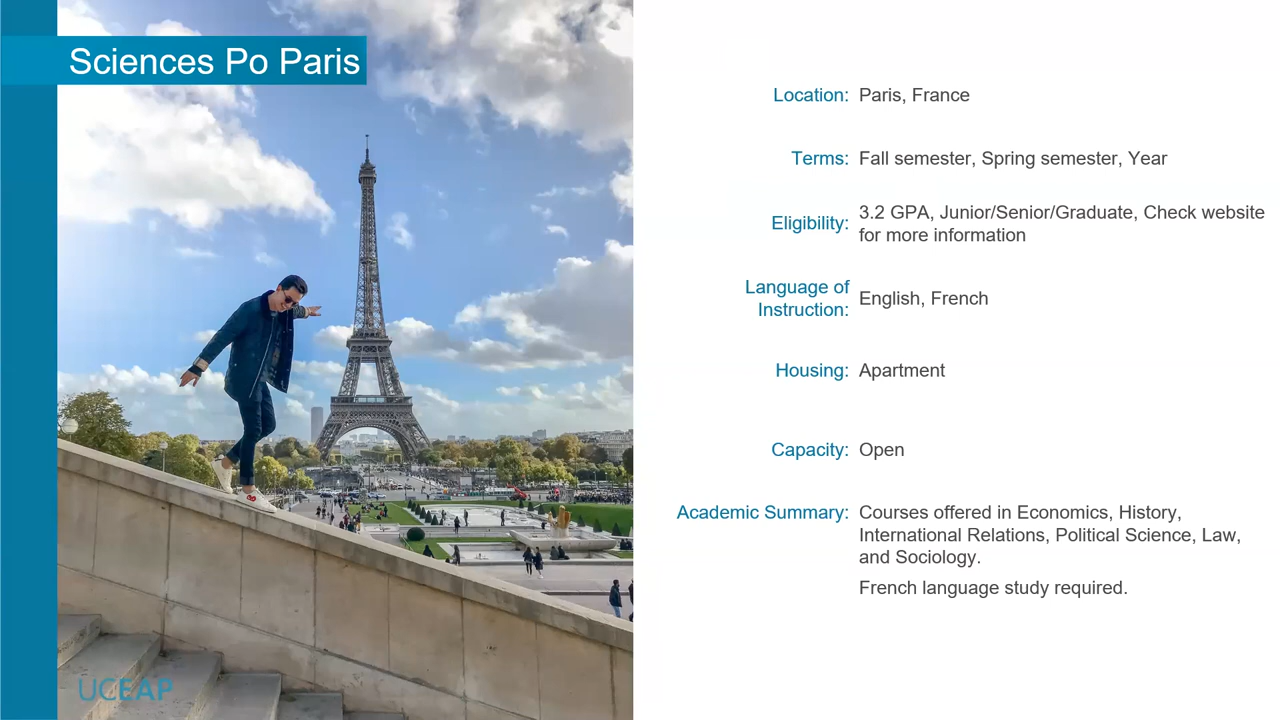 Sciences Po Paris
Location: Paris, France
Terms: Fall semester, Spring semester, Year
Eligibility: 3.2 GPA, Junior/Senior/Graduate, Check website
for more information
Language of
Instruction: English, French
Housing: Apartment
Capacity: Open
Academic Summary: Courses offered in Economics, History,
International Relations, Political Science, Law,
and Sociology.
French language study required.
UCEAP